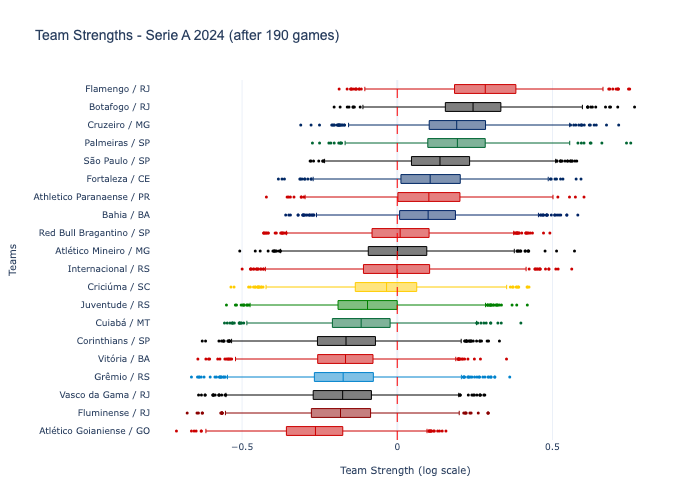 Team Strengths - Serie A 2024 (after 190 games)
Flamengo / RJ
Botafogo / RJ
Cruzeiro / MG
Palmeiras / SP
São Paulo / SP
Fortaleza / CE
Athletico Paranaense / PR
Bahia / BA
Red Bull Bragantino / SP
Atlético Mineiro / MG
Internacional / RS
Criciúma / SC
Juventude / RS
Cuiabá / MT
Corinthians / SP
Vitória / BA
Grêmio / RS
Vasco da Gama / RJ
Fluminense / RJ
Atlético Goianiense / GO
Teams
−0.5 0 0.5
Team Strength (log scale)